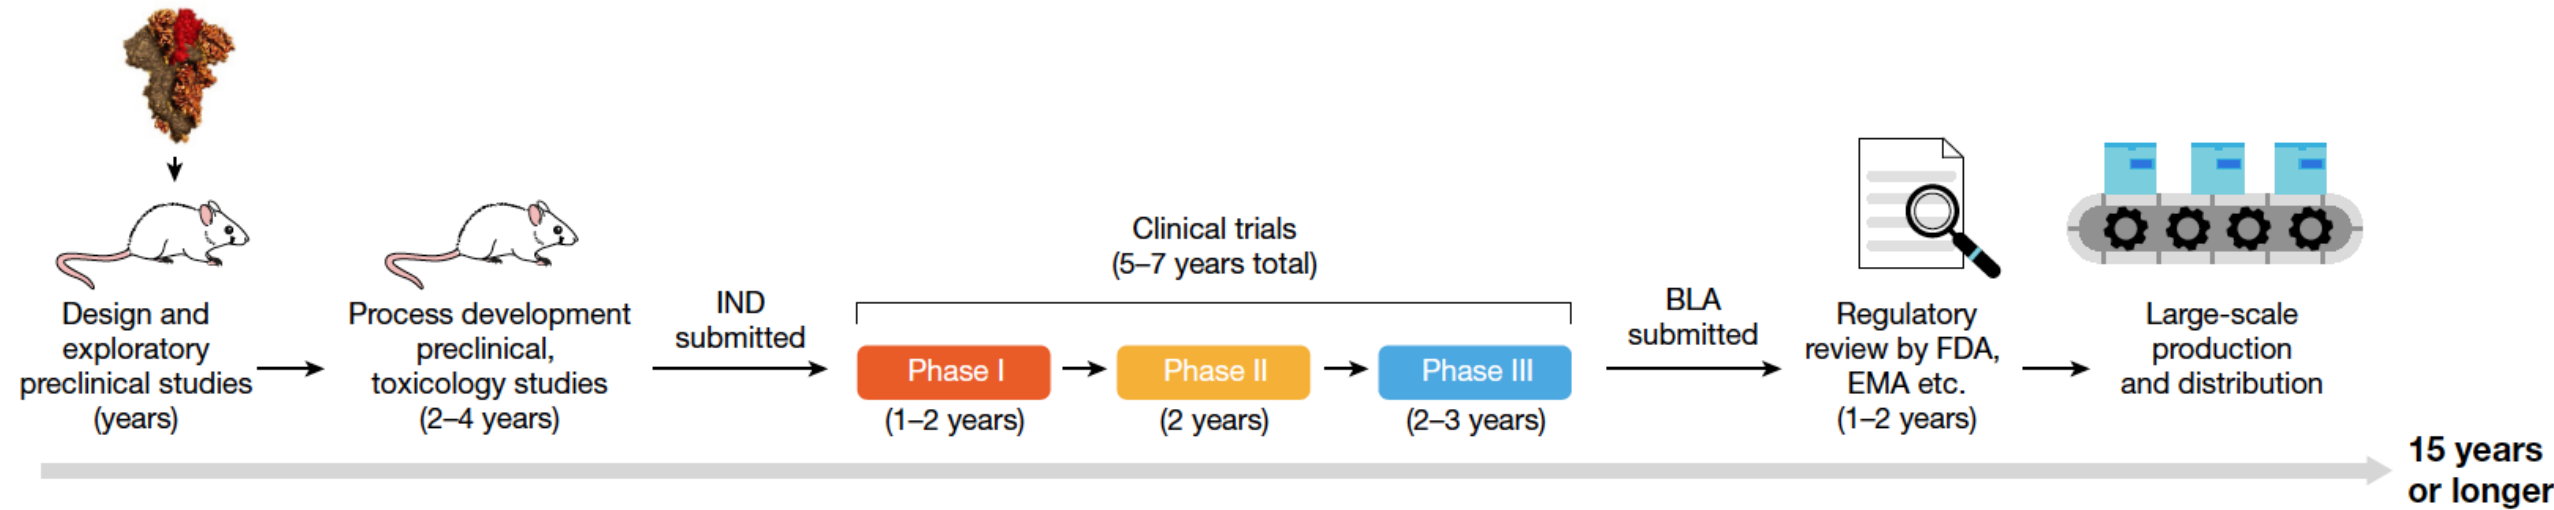 Design and
exploratory
preclinical studies
(years)
Process development
preclinical,
toxicology studies
(2–4 years)
IND
submitted
Clinical trials
(5–7 years total)
Phase I
(1–2 years)
Phase II
(2 years)
Phase III
(2–3 years)
BLA
submitted
Regulatory
review by FDA,
EMA etc.
(1–2 years)
Large-scale
production
and distribution
15 years
or longer